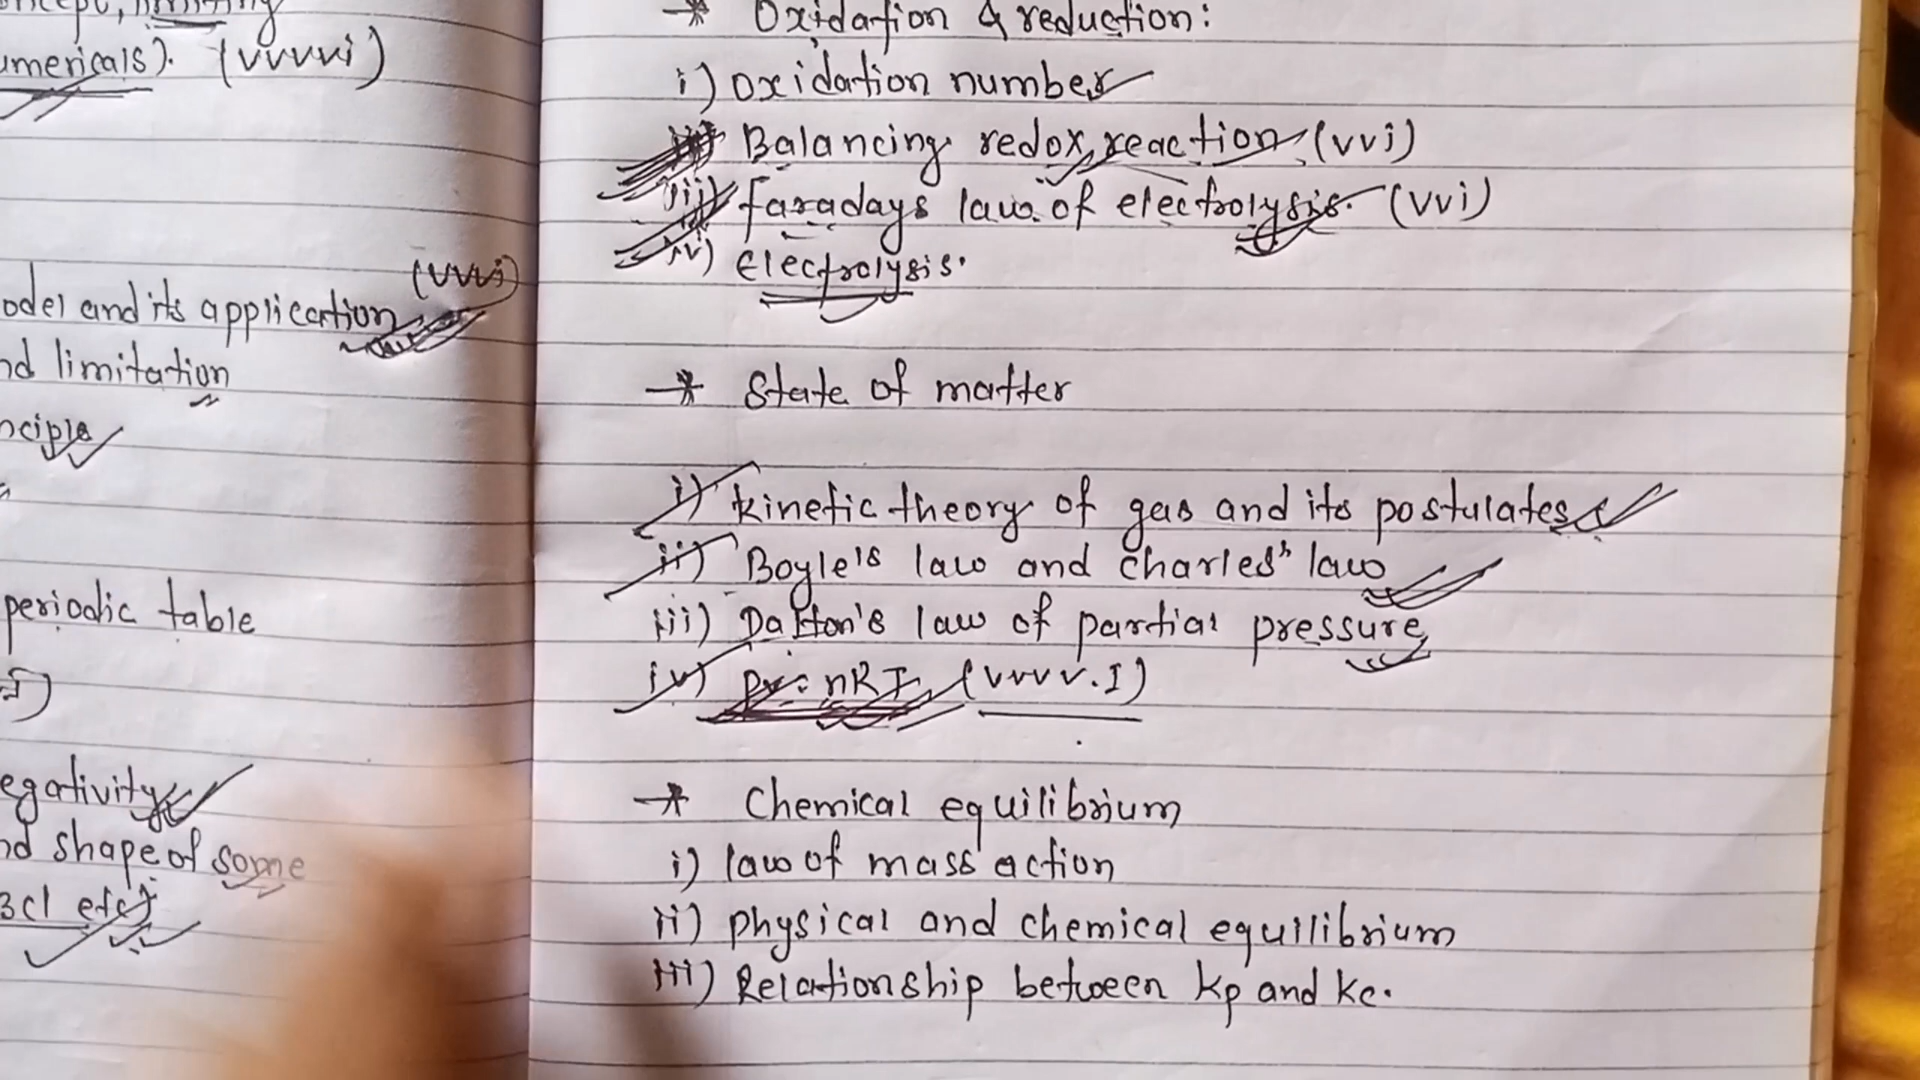 umericals). (vvvvi)
(vvvi)
odel and its application
nd limitation
nciple
periodic table
egativity
nd shape of some
3cl etc)
* Oxidation & reduction:
i) oxidation number
Balancing redox reaction (vvi)
iii) faradays law of electrolysis. (vvi)
iv) Electrolysis.
* State of matter
i) kinetic theory of gas and its postulates
ii) Boyle's law and Charles' law
iii) Dalton's law of partial pressure
iv) PV = nRT (vvvv.I)
* Chemical equilibrium
i) law of mass action
ii) physical and chemical equilibrium
iii) Relationship between kp and kc.